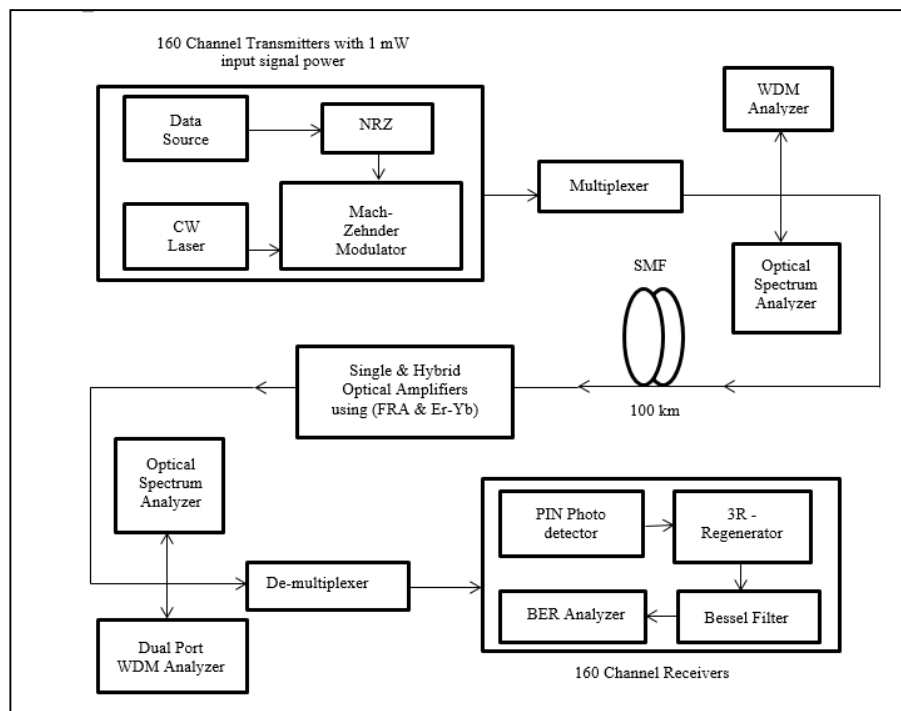 160 Channel Transmitters with 1 mW
input signal power
Data
Source
NRZ
WDM
Analyzer
CW
Laser
Mach-
Zehnder
Modulator
Multiplexer
SMF
Optical
Spectrum
Analyzer
Single & Hybrid
Optical Amplifiers
using (FRA & Er-Yb)
100 km
Optical
Spectrum
Analyzer
PIN Photo
detector
3R -
Regenerator
De-multiplexer
BER Analyzer
Bessel Filter
Dual Port
WDM Analyzer
160 Channel Receivers